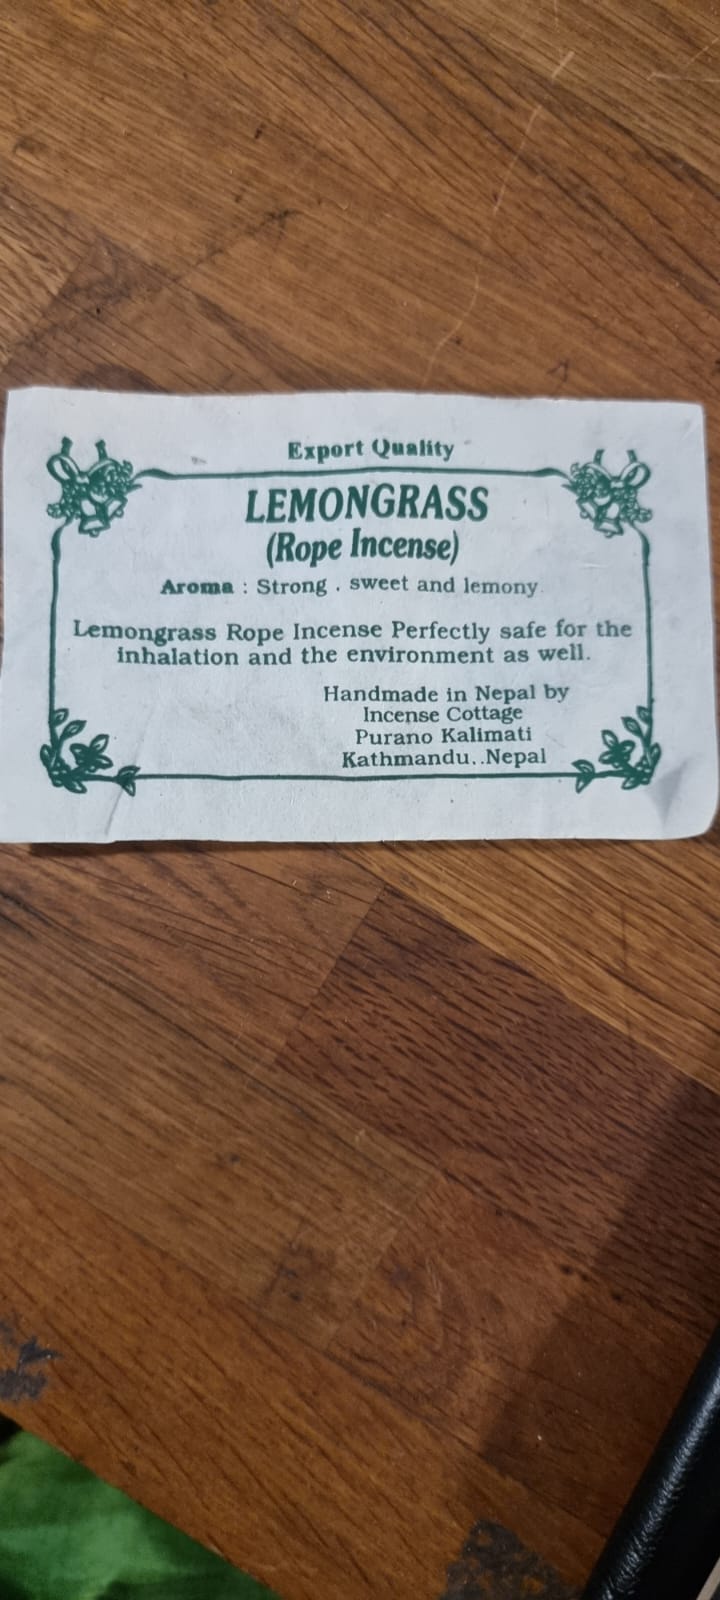 Export Quality
LEMONGRASS
(Rope Incense)
Aroma : Strong . sweet and lemony.
Lemongrass Rope Incense Perfectly safe for the
inhalation and the environment as well.
Handmade in Nepal by
Incense Cottage
Purano Kalimati
Kathmandu..Nepal